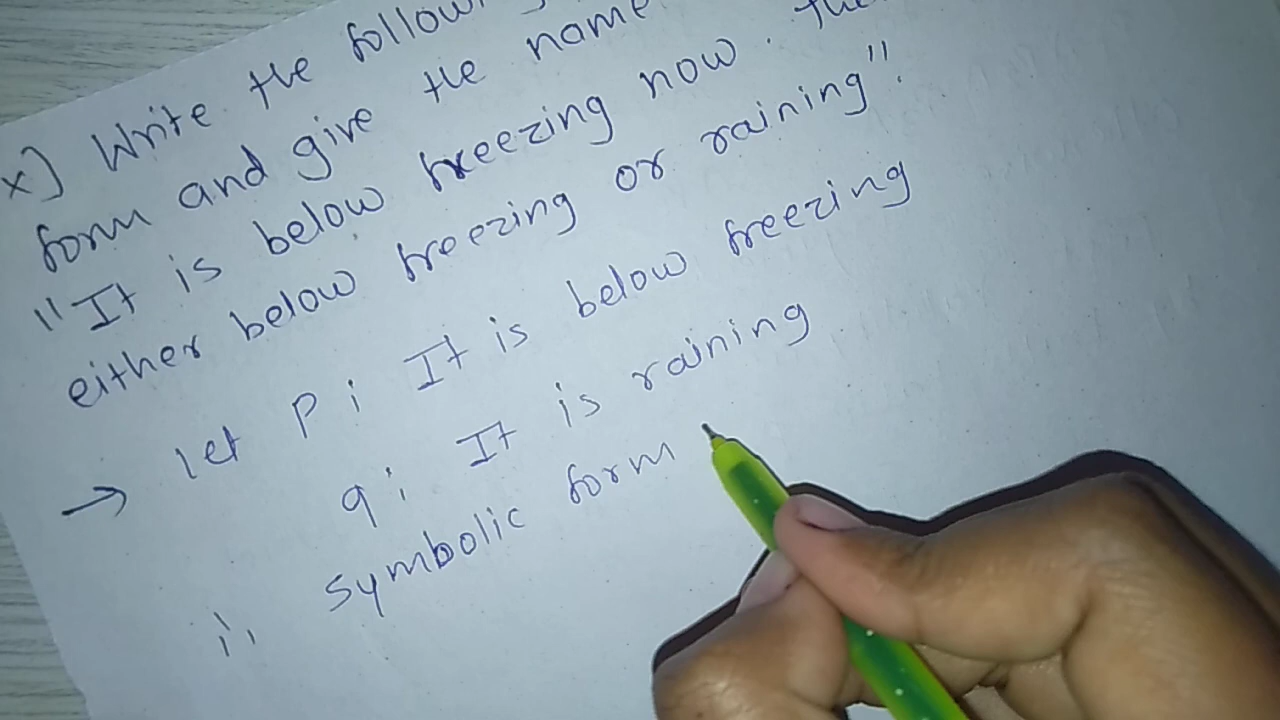 x] Write the follow
form and give the name
"It is below freezing now. The
either below freezing or raining".
→ let p: It is below freezing
q: It is raining
∴ symbolic form